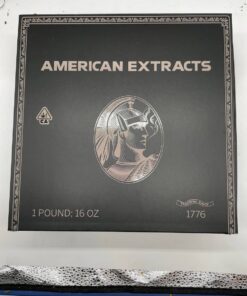 AMERICAN EXTRACTS
1 POUND; 16 OZ
1776